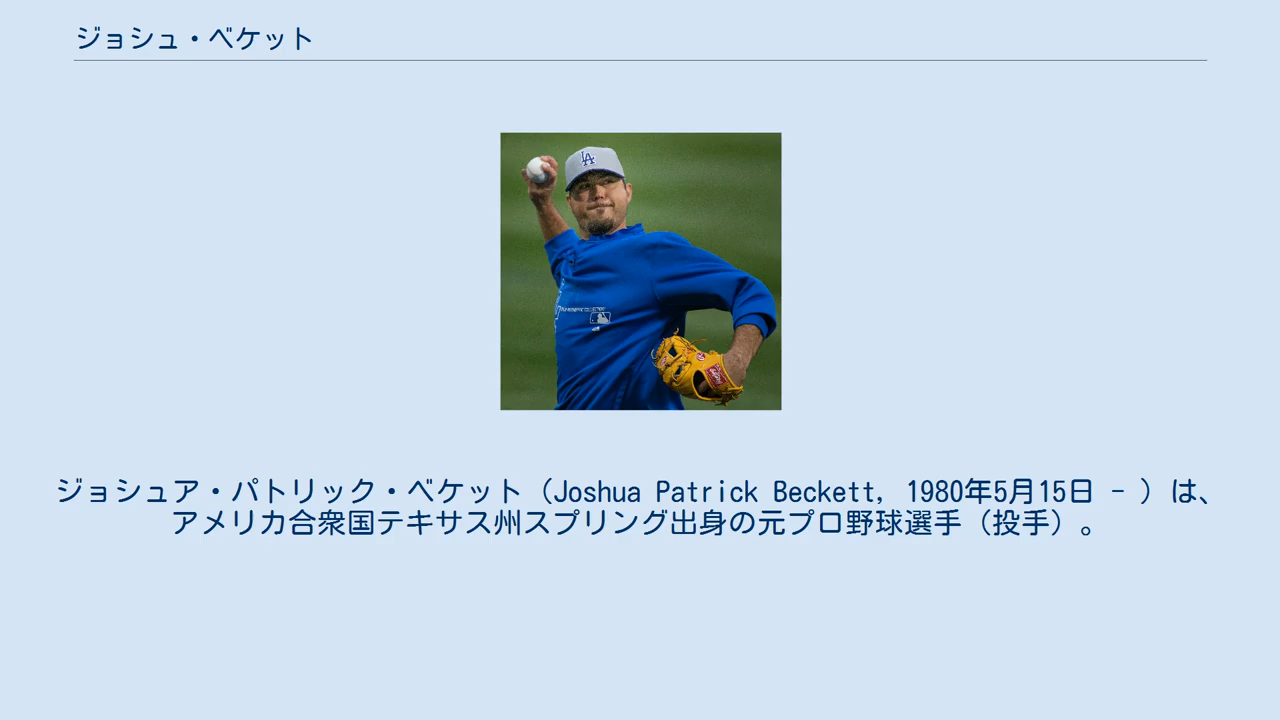 ジョシュ・ベケット
LA
ジョシュア・パトリック・ベケット（Joshua Patrick Beckett, 1980年5月15日 - ）は、
アメリカ合衆国テキサス州スプリング出身の元プロ野球選手（投手）。